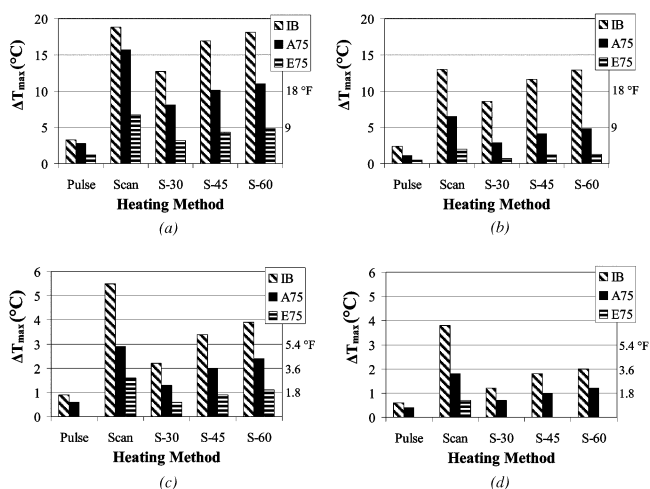 20
15
10
5
0
ΔTmax(°C)
IB
A75
E75
18 °F
9
Pulse Scan S-30 S-45 S-60
Heating Method
(a)
20
15
10
5
0
ΔTmax(°C)
IB
A75
E75
18 °F
9
Pulse Scan S-30 S-45 S-60
Heating Method
(b)
6
5
4
3
2
1
0
ΔTmax(°C)
IB
A75
E75
5.4 °F
3.6
1.8
Pulse Scan S-30 S-45 S-60
Heating Method
(c)
6
5
4
3
2
1
0
ΔTmax(°C)
IB
A75
E75
5.4 °F
3.6
1.8
Pulse Scan S-30 S-45 S-60
Heating Method
(d)